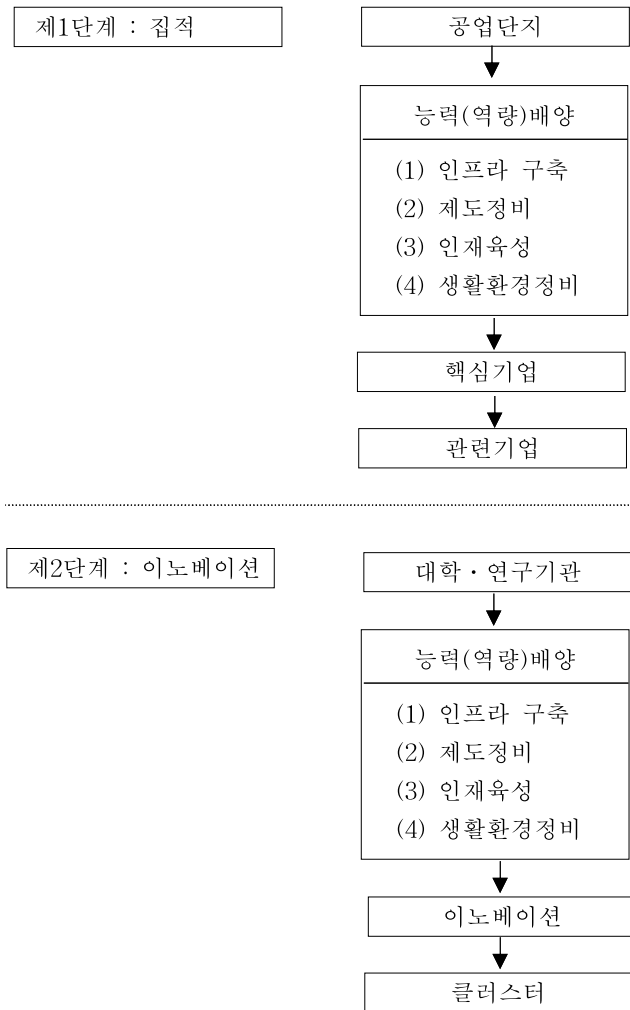 제1단계 : 집적
공업단지
능력(역량)배양
(1) 인프라 구축
(2) 제도정비
(3) 인재육성
(4) 생활환경정비
핵심기업
관련기업
제2단계 : 이노베이션
대학・연구기관
능력(역량)배양
(1) 인프라 구축
(2) 제도정비
(3) 인재육성
(4) 생활환경정비
이노베이션
클러스터